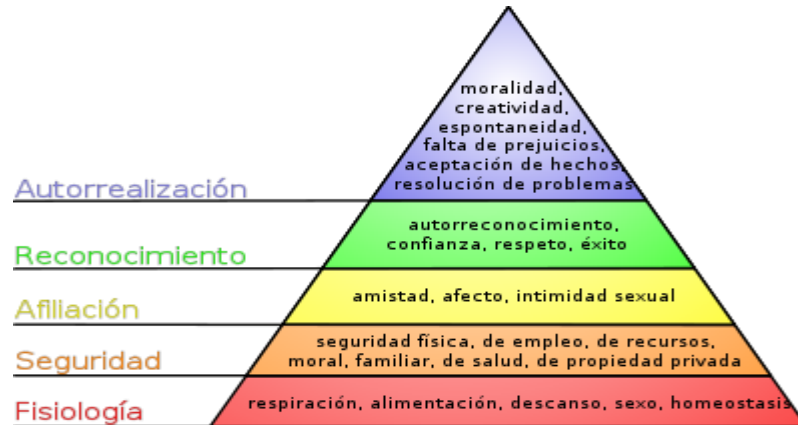 moralidad,
creatividad,
espontaneidad,
falta de prejuicios,
aceptación de hechos,
resolución de problemas
Autorrealización
autorreconocimiento,
confianza, respeto, éxito
Reconocimiento
amistad, afecto, intimidad sexual
Afiliación
seguridad física, de empleo, de recursos,
moral, familiar, de salud, de propiedad privada
Seguridad
respiración, alimentación, descanso, sexo, homeostasis
Fisiología